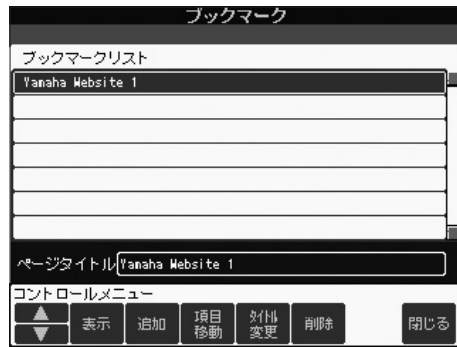 ブックマーク
ブックマークリスト
Yamaha Website 1
ページタイトル Yamaha Website 1
コントロールメニュー
表示 追加 項目移動 タイトル変更 削除 閉じる